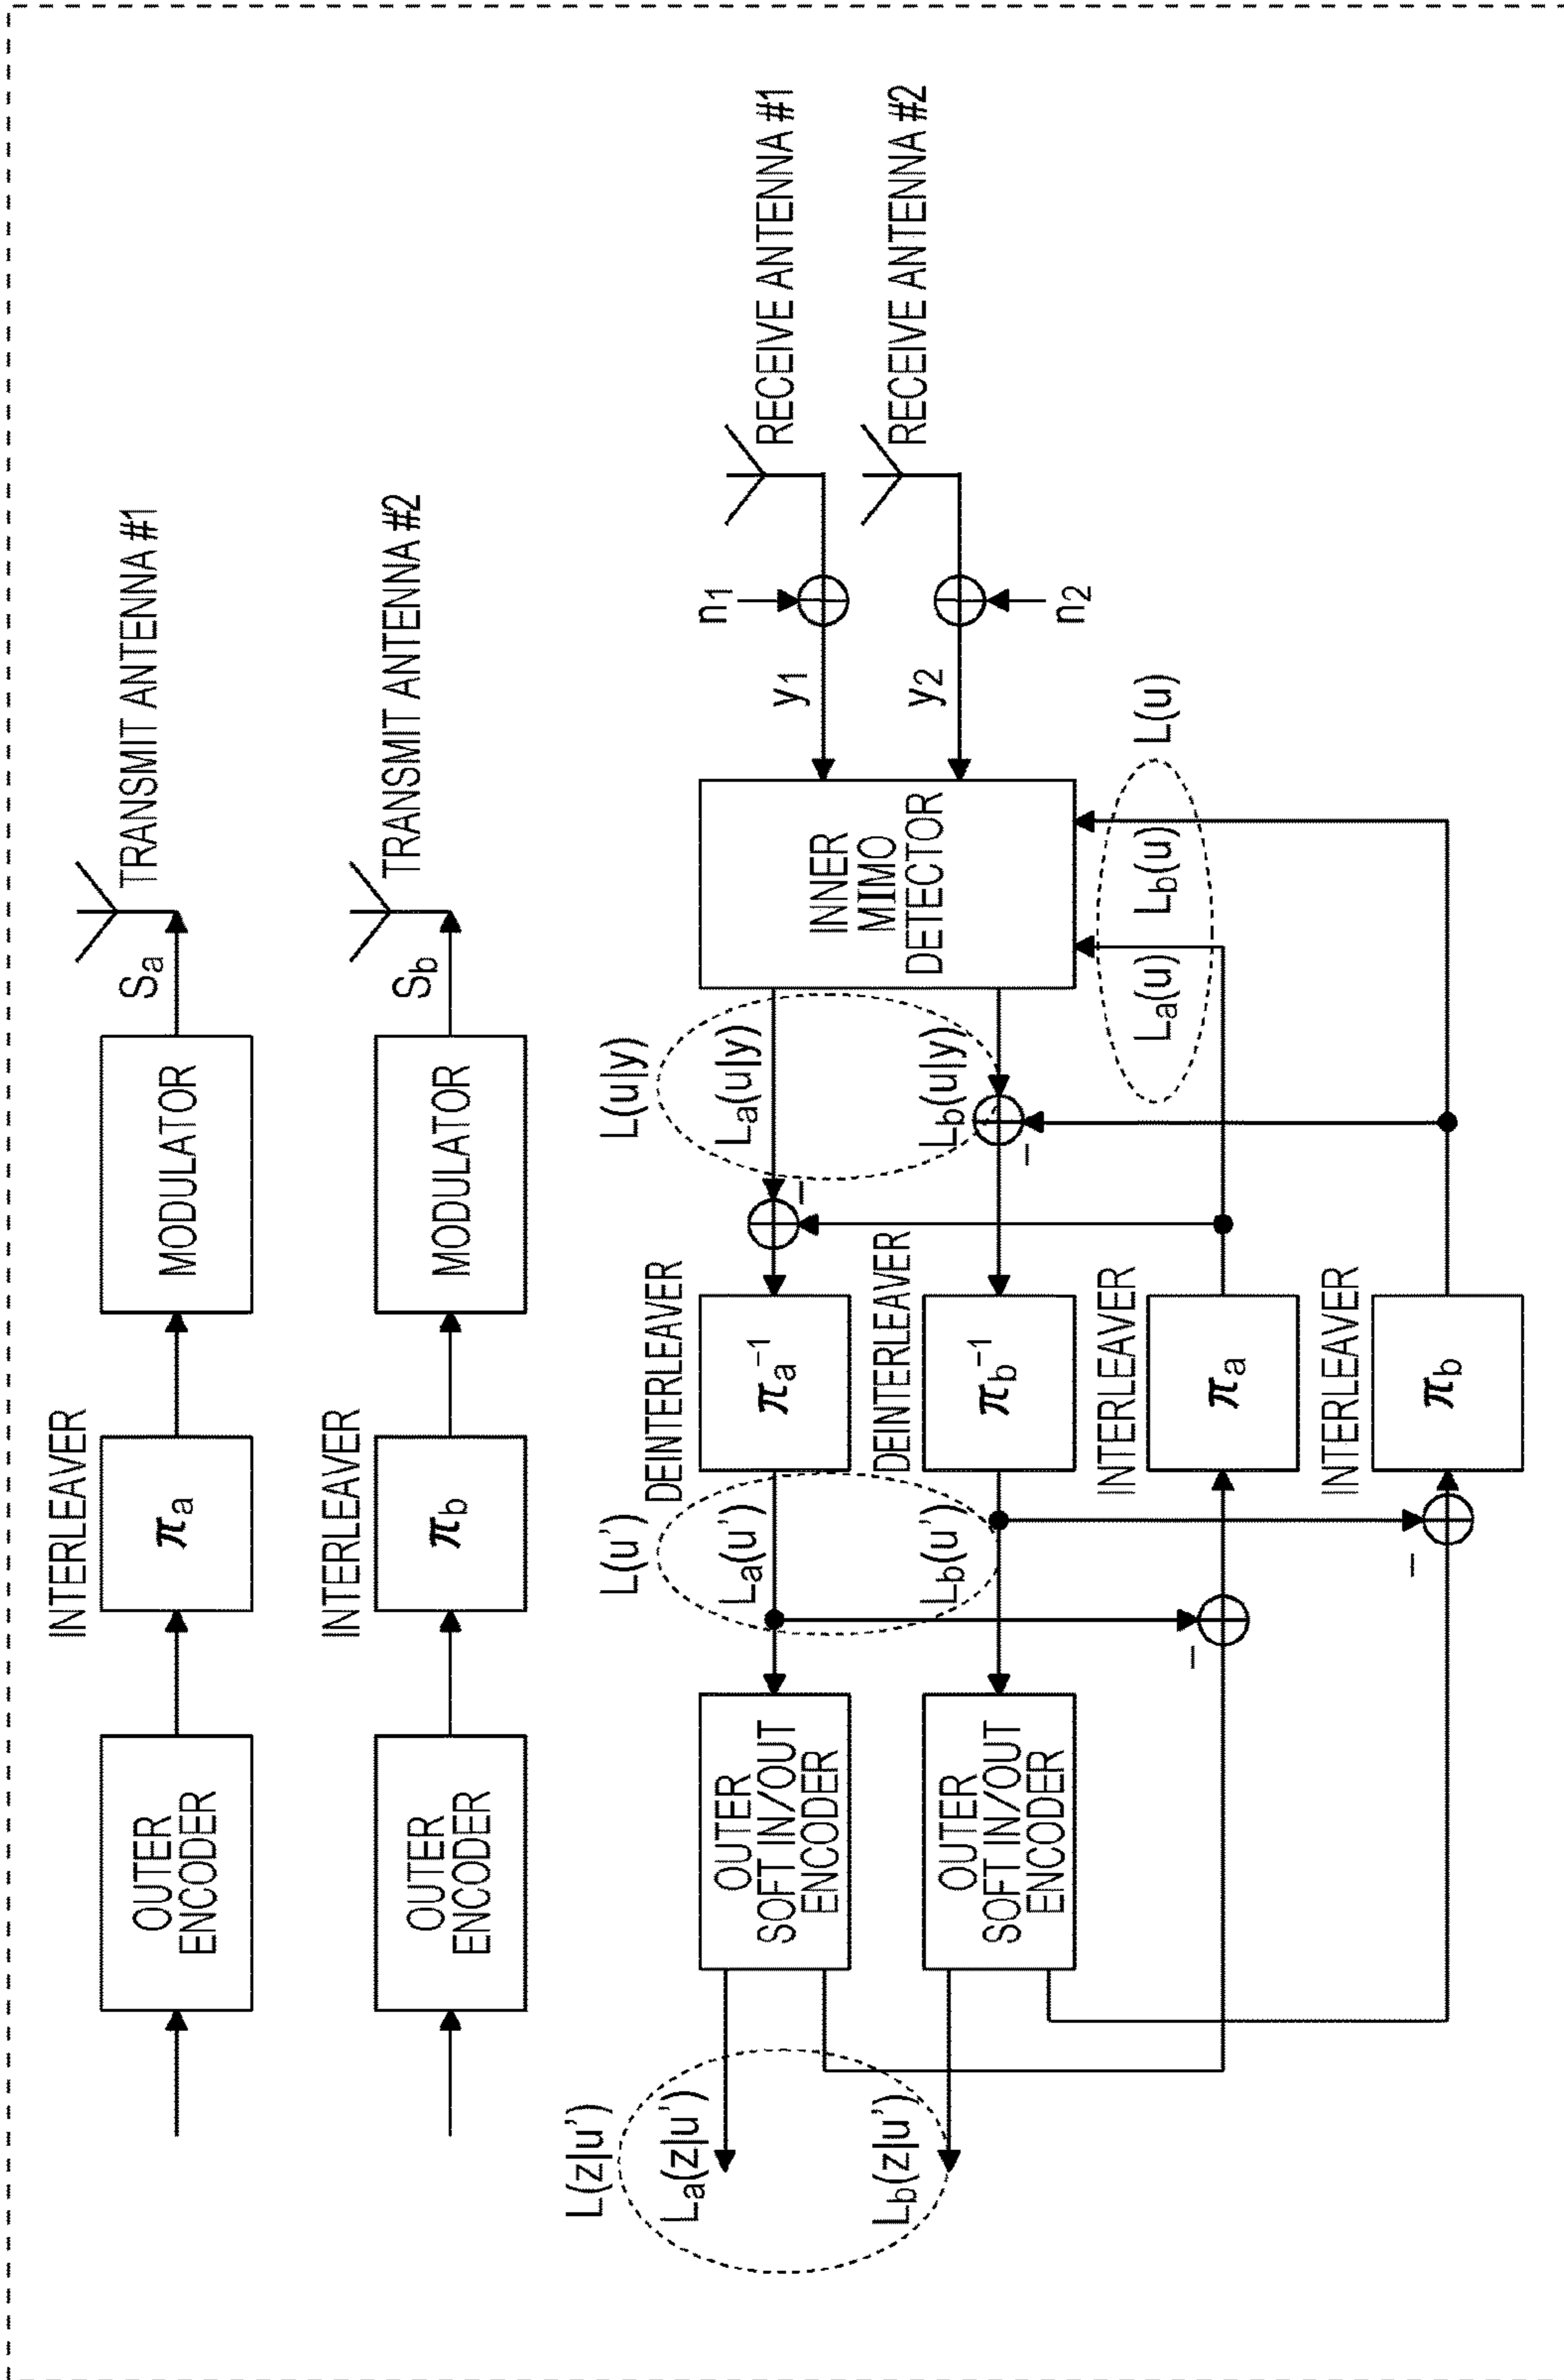 INTERLEAVER
TRANSMIT ANTENNA #1
OUTER
ENCODER
πa
MODULATOR
Sa
INTERLEAVER
TRANSMIT ANTENNA #2
OUTER
ENCODER
πb
MODULATOR
Sb
L(z|u')
La(z|u')
Lb(z|u')
OUTER
SOFT IN/OUT
ENCODER
OUTER
SOFT IN/OUT
ENCODER
L(u')
La(u')
Lb(u')
DEINTERLEAVER
πa⁻¹
DEINTERLEAVER
πb⁻¹
INTERLEAVER
πa
INTERLEAVER
πb
−
−
L(u|y)
La(u|y)
Lb(u|y)
−
−
INNER
MIMO
DETECTOR
La(u)
Lb(u)
L(u)
y1
y2
n1
n2
RECEIVE ANTENNA #1
RECEIVE ANTENNA #2